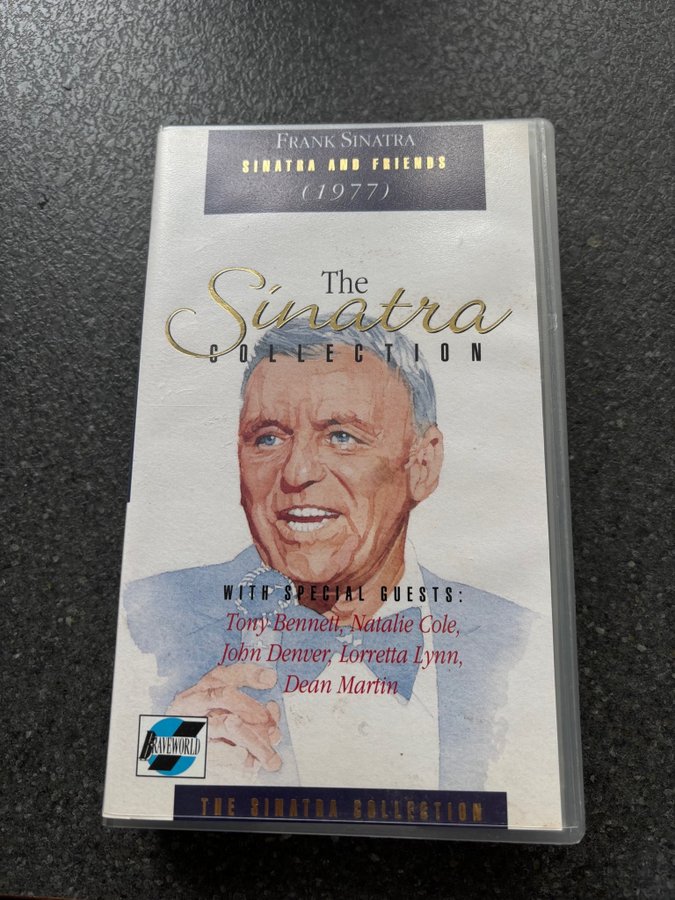 FRANK SINATRA
SINATRA AND FRIENDS
(1977)
The
Sinatra
COLLECTION
WITH SPECIAL GUESTS:
Tony Bennett, Natalie Cole,
John Denver, Lorretta Lynn,
Dean Martin
BRAVEWORLD
THE SINATRA COLLECTION